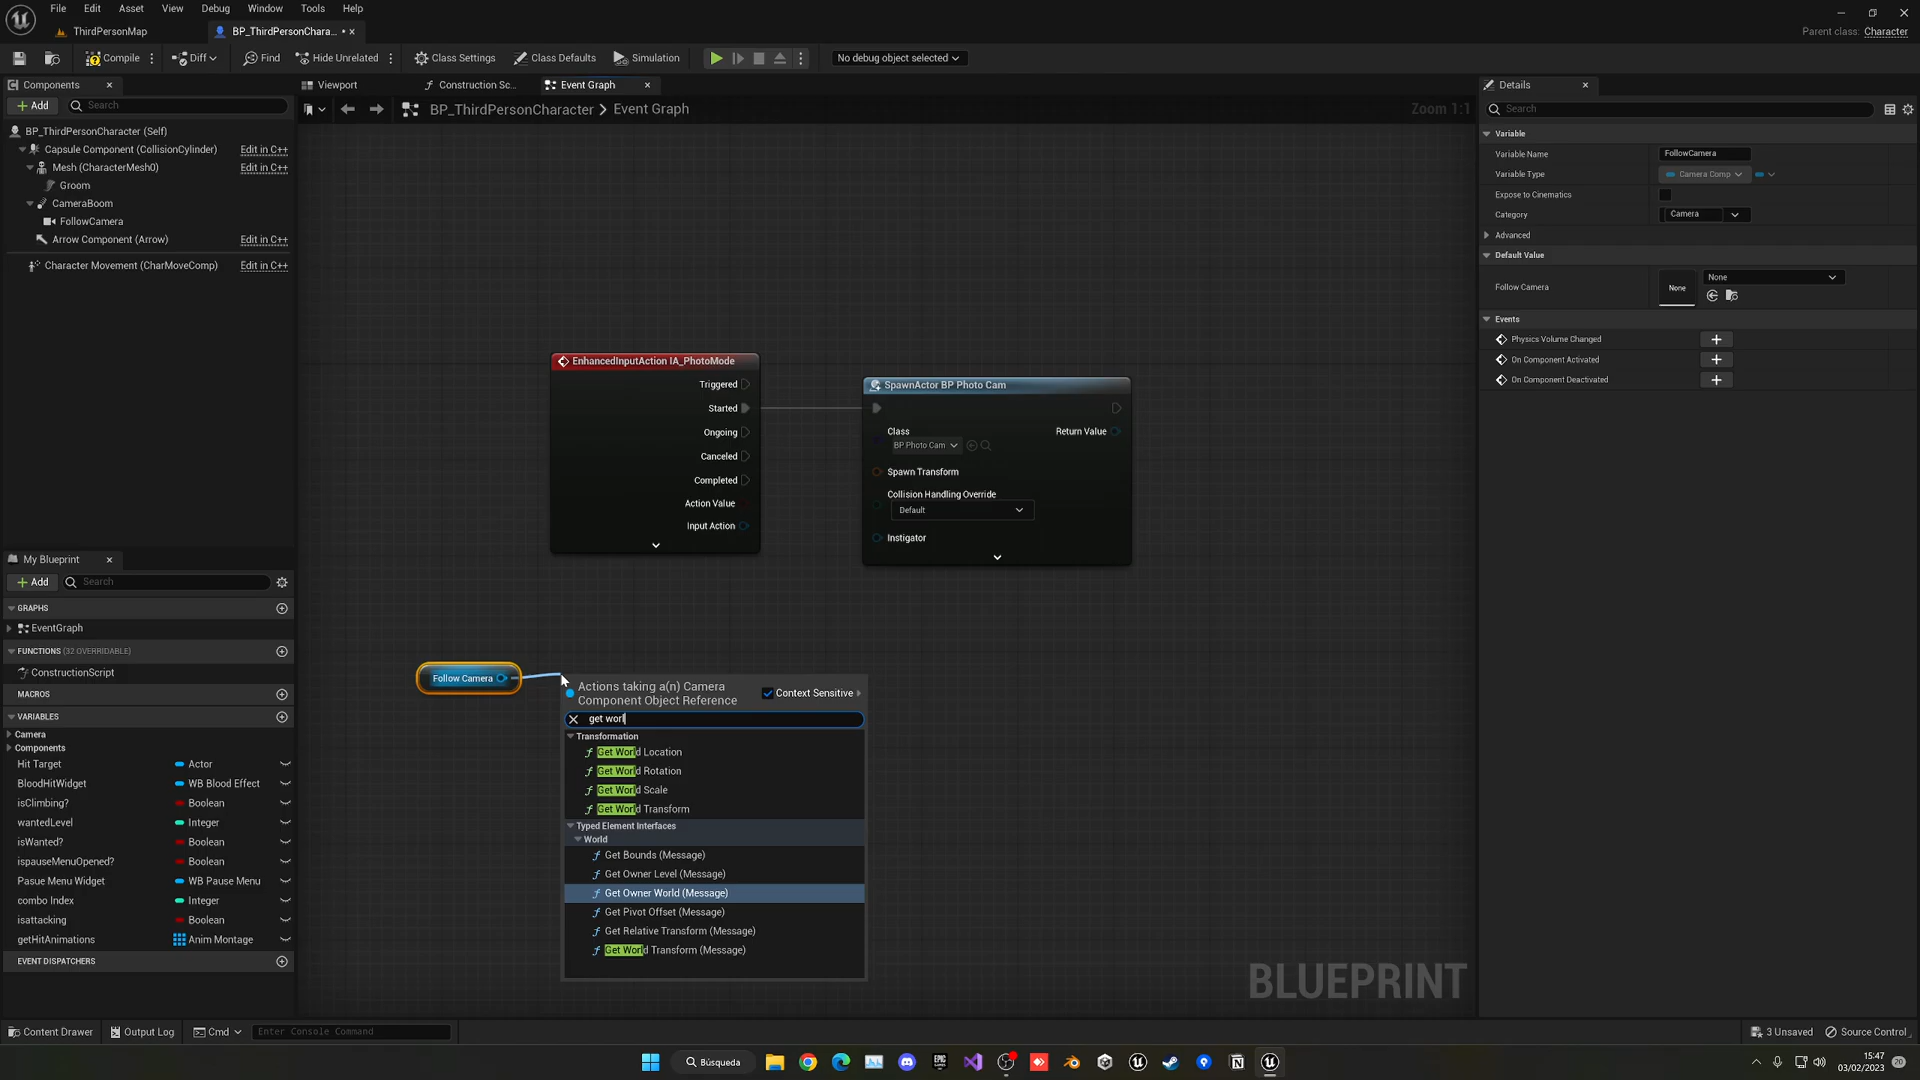 File Edit Asset View Debug Window Tools Help
ThirdPersonMap
BP_ThirdPersonChara... •
Parent class: Character
Compile
Diff
Find
Hide Unrelated
Class Settings
Class Defaults
Simulation
No debug object selected
Components
Add
Search
BP_ThirdPersonCharacter (Self)
Capsule Component (CollisionCylinder) Edit in C++
Mesh (CharacterMesh0) Edit in C++
Groom
CameraBoom
FollowCamera
Arrow Component (Arrow) Edit in C++
Character Movement (CharMoveComp) Edit in C++
My Blueprint
Add
Search
GRAPHS
EventGraph
FUNCTIONS (32 OVERRIDABLE)
ConstructionScript
MACROS
VARIABLES
Camera
Components
Hit Target Actor
BloodHitWidget WB Blood Effect
isClimbing? Boolean
wantedLevel Integer
isWanted? Boolean
ispauseMenuOpened? Boolean
Pasue Menu Widget WB Pause Menu
combo Index Integer
isattacking Boolean
getHitAnimations Anim Montage
EVENT DISPATCHERS
Viewport
Construction Sc...
Event Graph
BP_ThirdPersonCharacter > Event Graph
Zoom 1:1
EnhancedInputAction IA_PhotoMode
Triggered
Started
Ongoing
Canceled
Completed
Action Value
Input Action
SpawnActor BP Photo Cam
Class
BP Photo Cam
Return Value
Spawn Transform
Collision Handling Override
Default
Instigator
Follow Camera
Actions taking a(n) Camera
Component Object Reference
Context Sensitive
get worl
Transformation
Get World Location
Get World Rotation
Get World Scale
Get World Transform
Typed Element Interfaces
World
Get Bounds (Message)
Get Owner Level (Message)
Get Owner World (Message)
Get Pivot Offset (Message)
Get Relative Transform (Message)
Get World Transform (Message)
BLUEPRINT
Details
Search
Variable
Variable Name FollowCamera
Variable Type Camera Comp
Expose to Cinematics
Category Camera
Advanced
Default Value
Follow Camera None None
Events
Physics Volume Changed
On Component Activated
On Component Deactivated
Content Drawer
Output Log
Cmd
Enter Console Command
3 Unsaved
Source Control
Búsqueda
15:47
03/02/2023
20